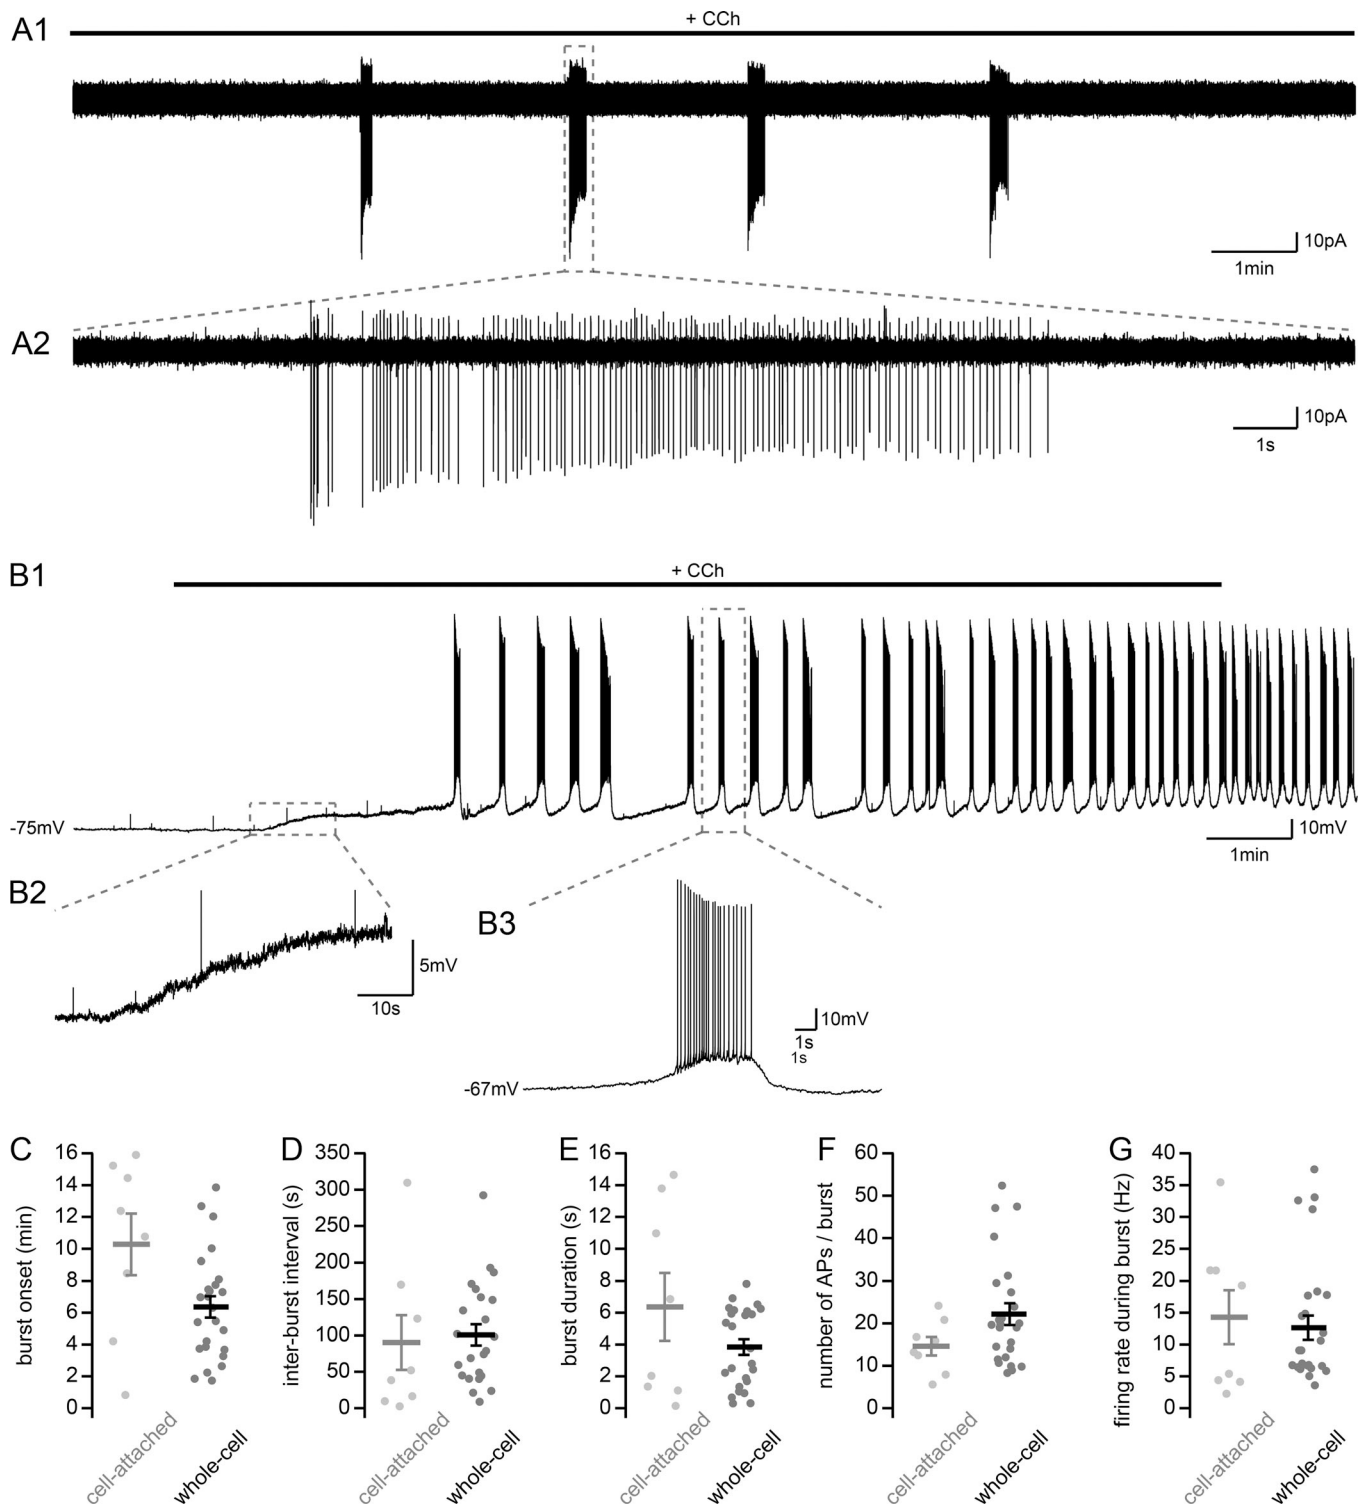 A1
+ CCh
10pA
1min
A2
10pA
1s
B1
+ CCh
-75mV
10mV
1min
B2
5mV
10s
B3
10mV
1s
1s
-67mV
C
burst onset (min)
16
14
12
10
8
6
4
2
0
cell-attached
whole-cell
D
inter-burst interval (s)
350
300
250
200
150
100
50
0
cell-attached
whole-cell
E
burst duration (s)
16
14
12
10
8
6
4
2
0
cell-attached
whole-cell
F
number of APs / burst
60
50
40
30
20
10
0
cell-attached
whole-cell
G
firing rate during burst (Hz)
40
35
30
25
20
15
10
5
0
cell-attached
whole-cell